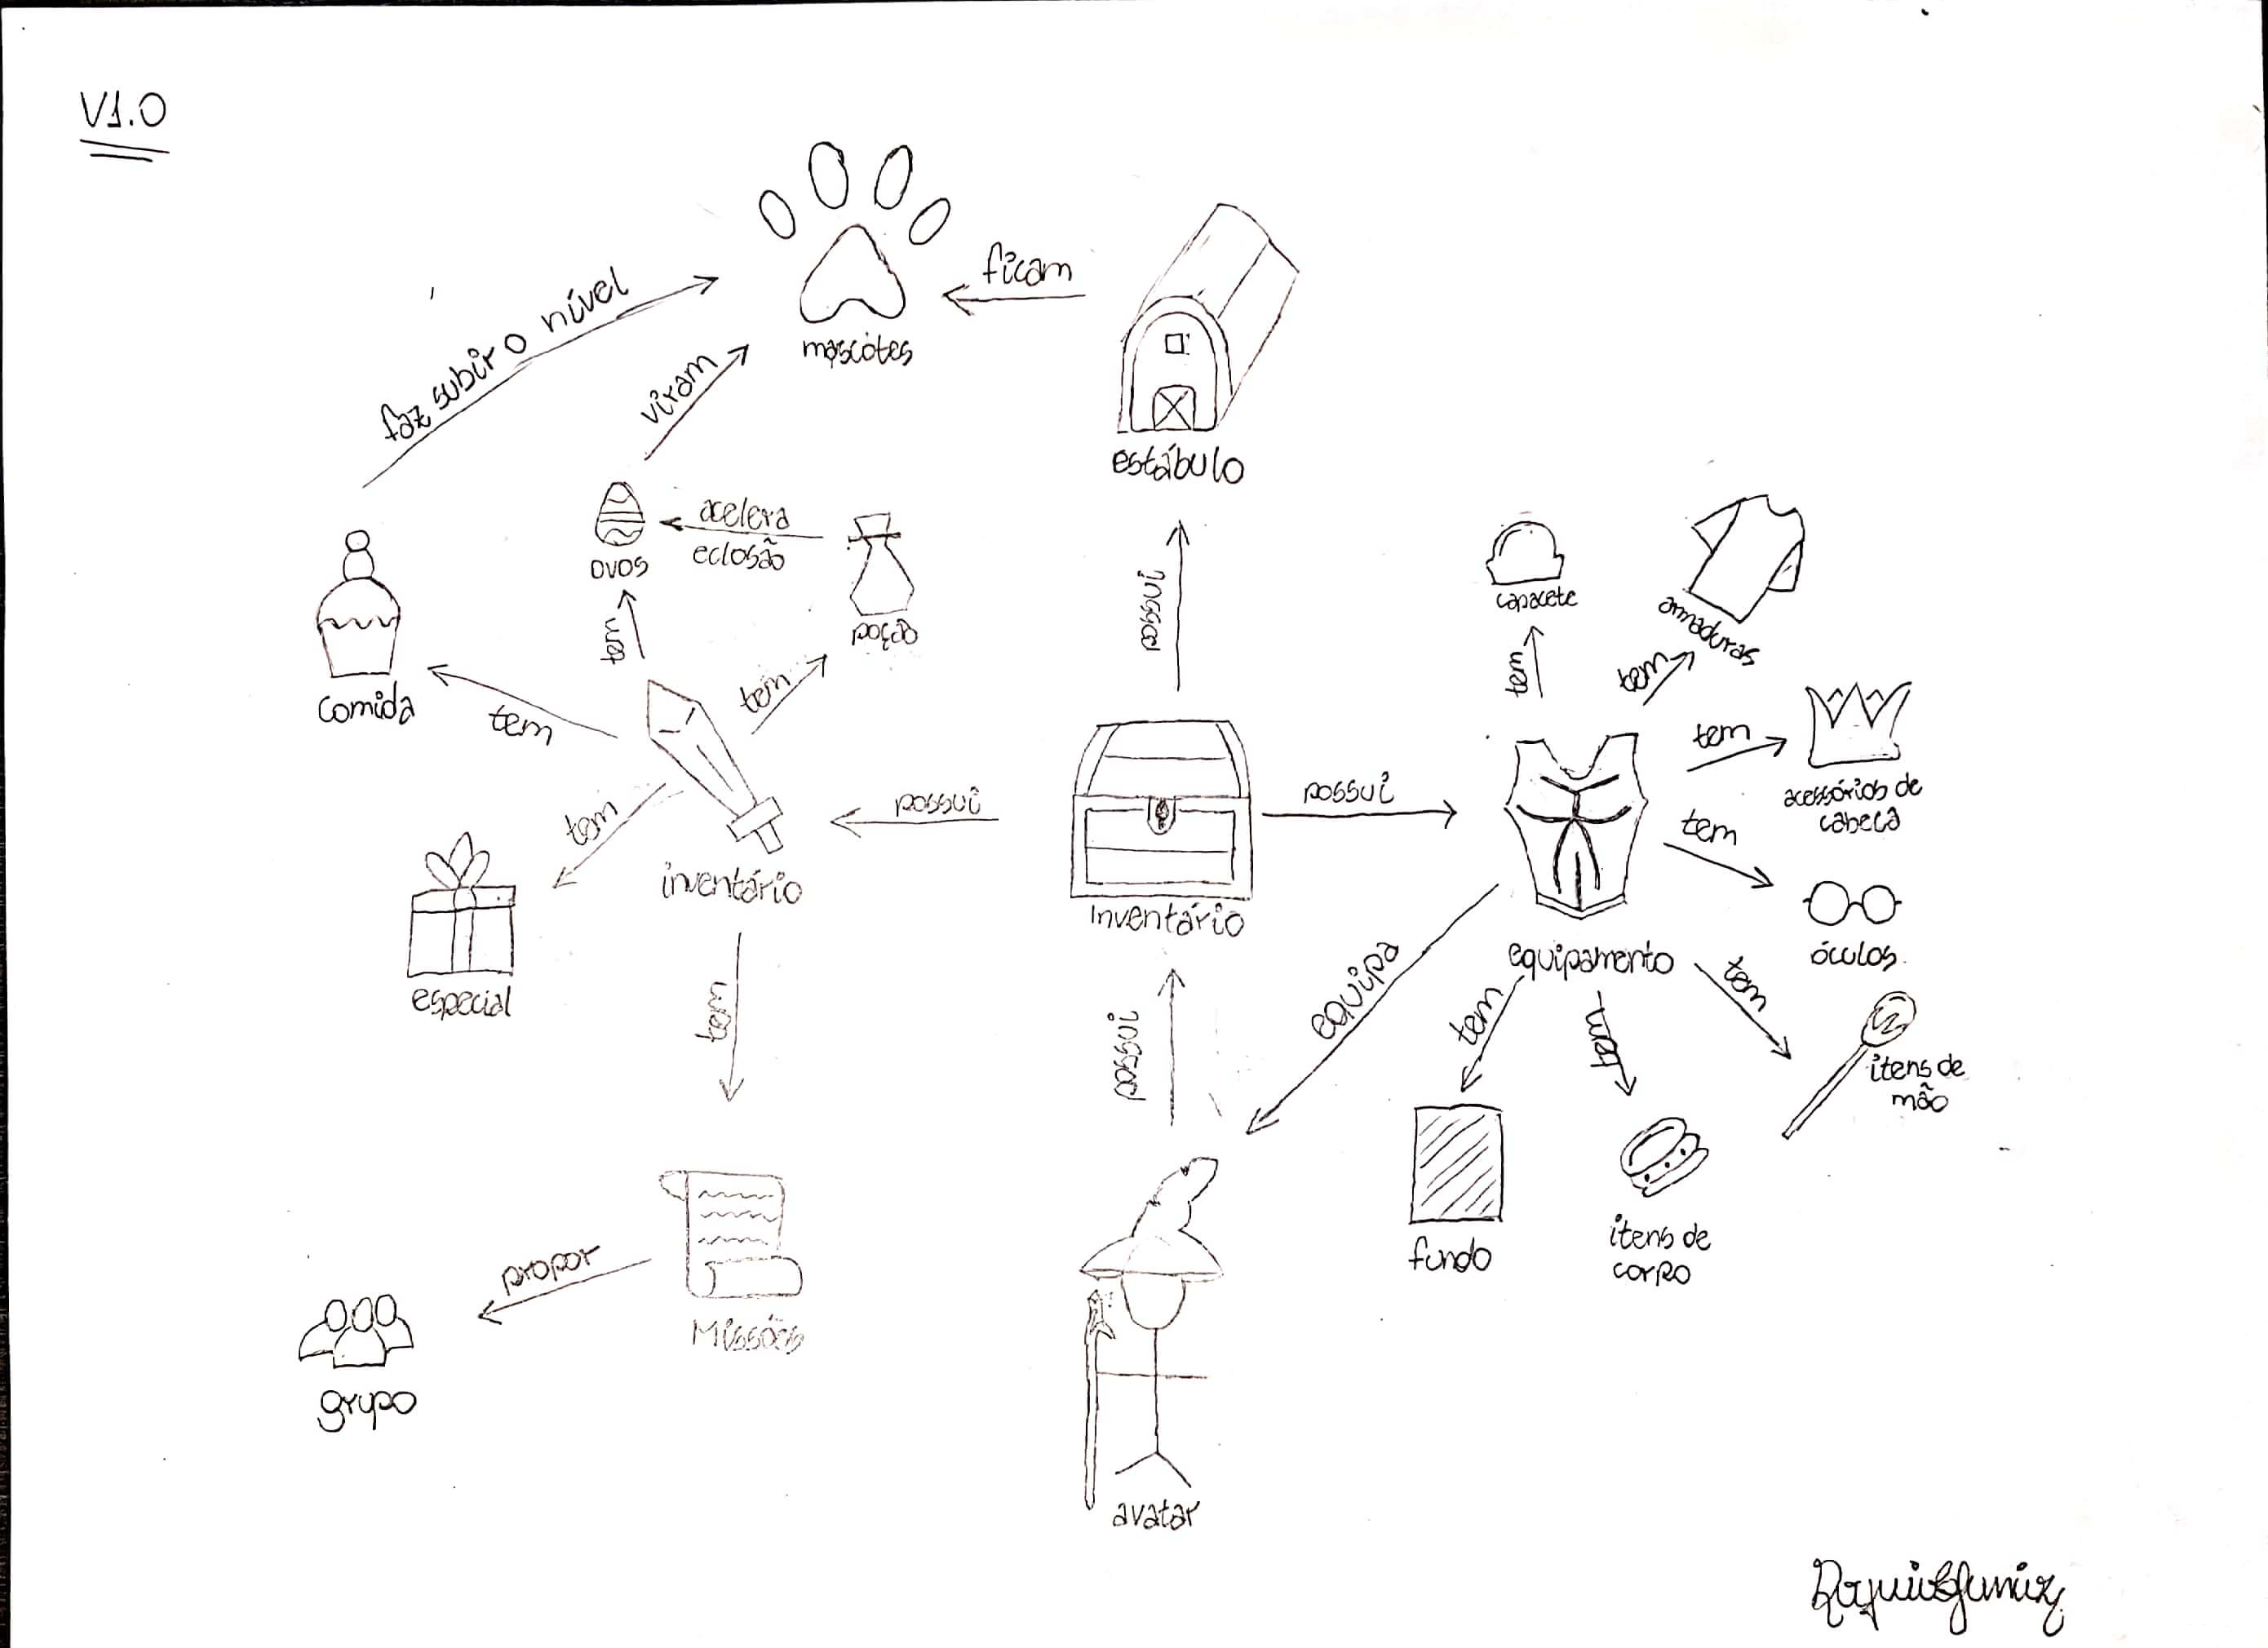 V1.0
faz subir o nível
mascotes
ficam
viram
estábulo
ovos
acelera
eclosão
poção
capacete
armaduras
tem
tem
comida
tem
possui
tem
tem
tem
acessórios de
cabeça
tem
possui
possui
tem
inventário
Inventário
equipamento
óculos
especial
tem
possui
equipa
tem
tem
tem
itens de
mão
propor
Missões
fundo
itens de
corpo
grupo
avatar